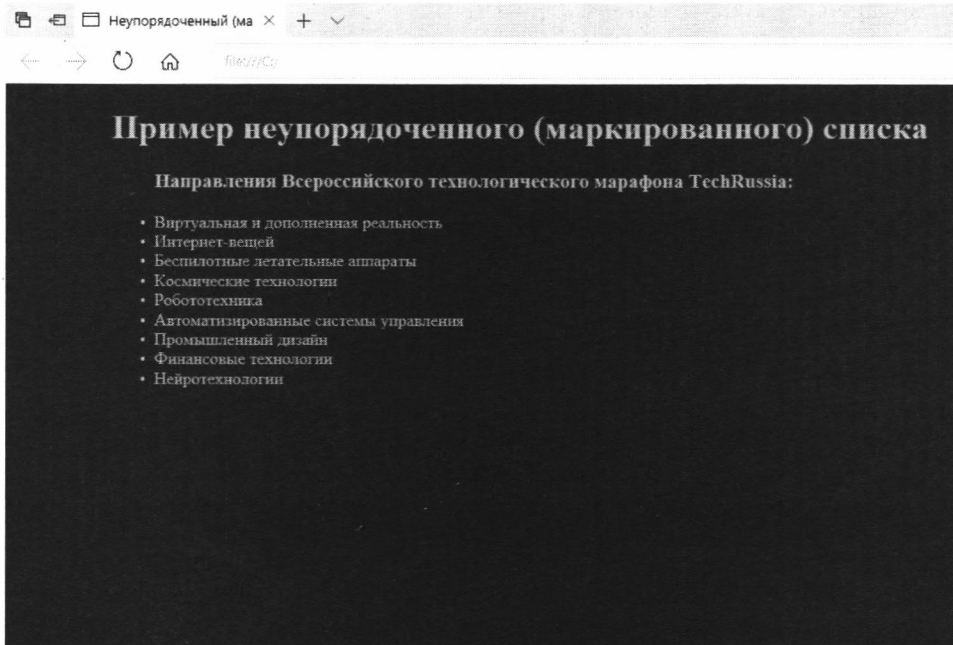 Неупорядоченный (ма
file:///C:
Пример неупорядоченного (маркированного) списка
Направления Всероссийского технологического марафона TechRussia:
• Виртуальная и дополненная реальность
• Интернет-вещей
• Беспилотные летательные аппараты
• Космические технологии
• Робототехника
• Автоматизированные системы управления
• Промышленный дизайн
• Финансовые технологии
• Нейротехнологии